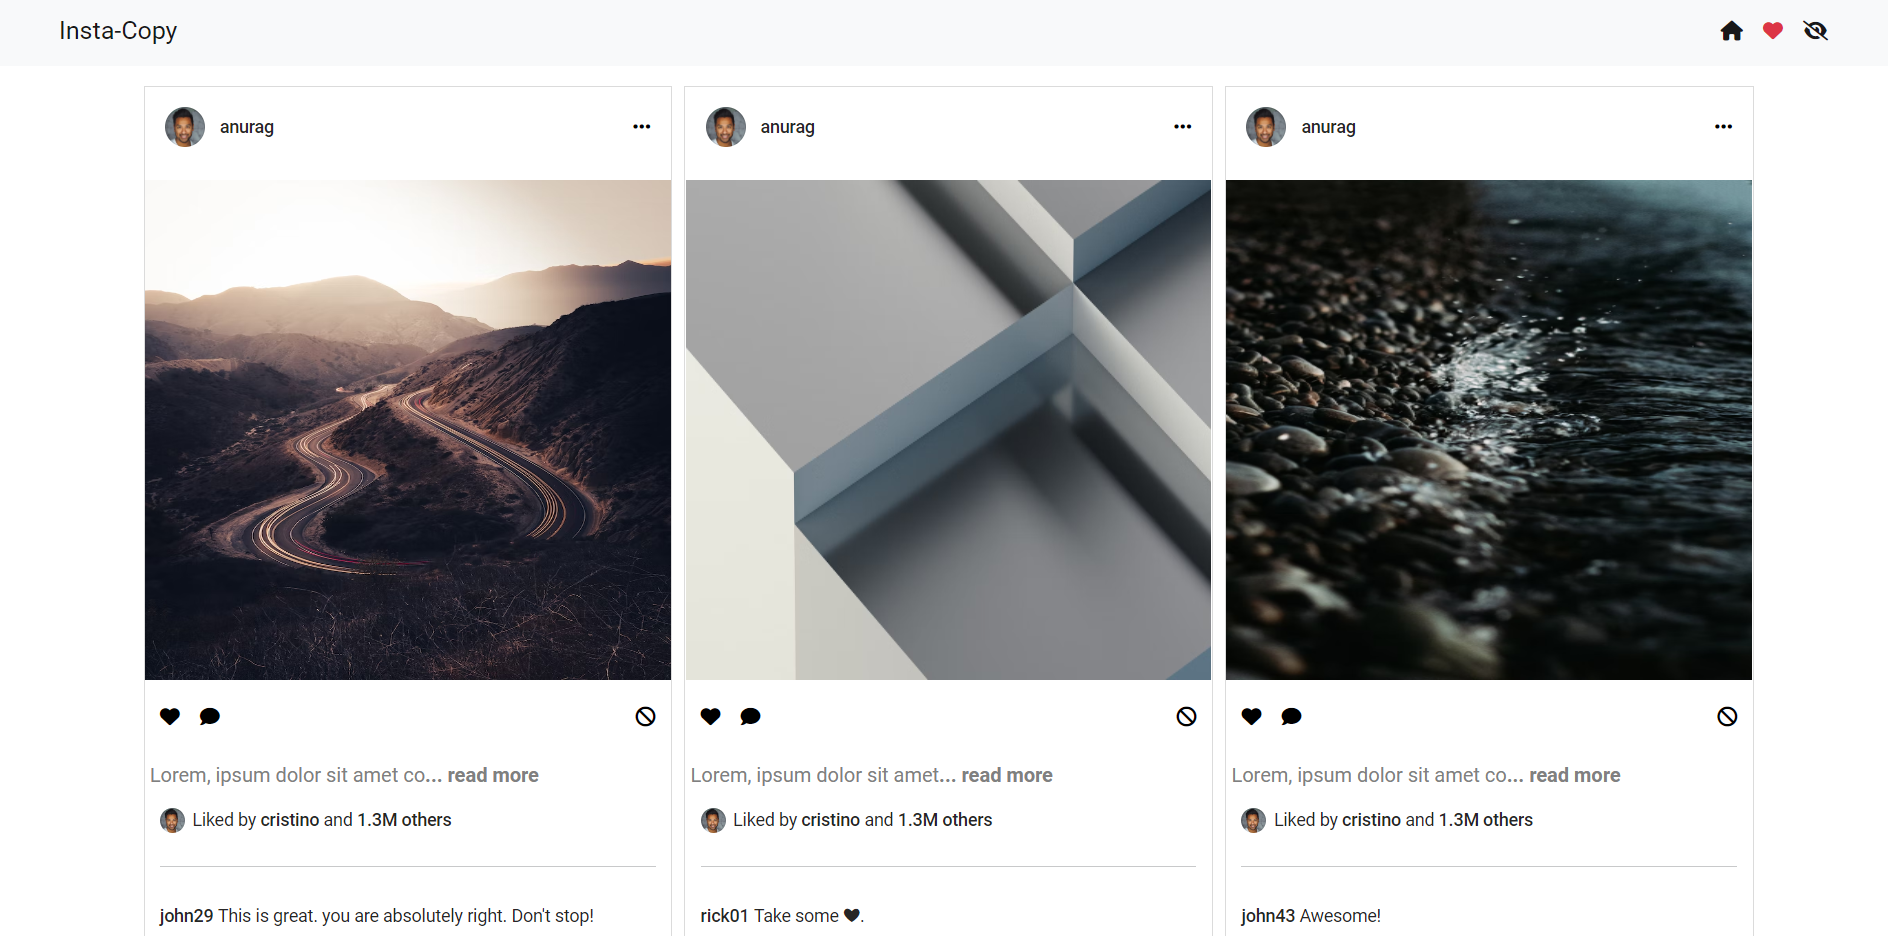 Insta-Copy
anurag
Lorem, ipsum dolor sit amet co... read more
Liked by cristino and 1.3M others
john29 This is great. you are absolutely right. Don't stop!
anurag
Lorem, ipsum dolor sit amet... read more
Liked by cristino and 1.3M others
rick01 Take some 🖤.
anurag
Lorem, ipsum dolor sit amet co... read more
Liked by cristino and 1.3M others
john43 Awesome!